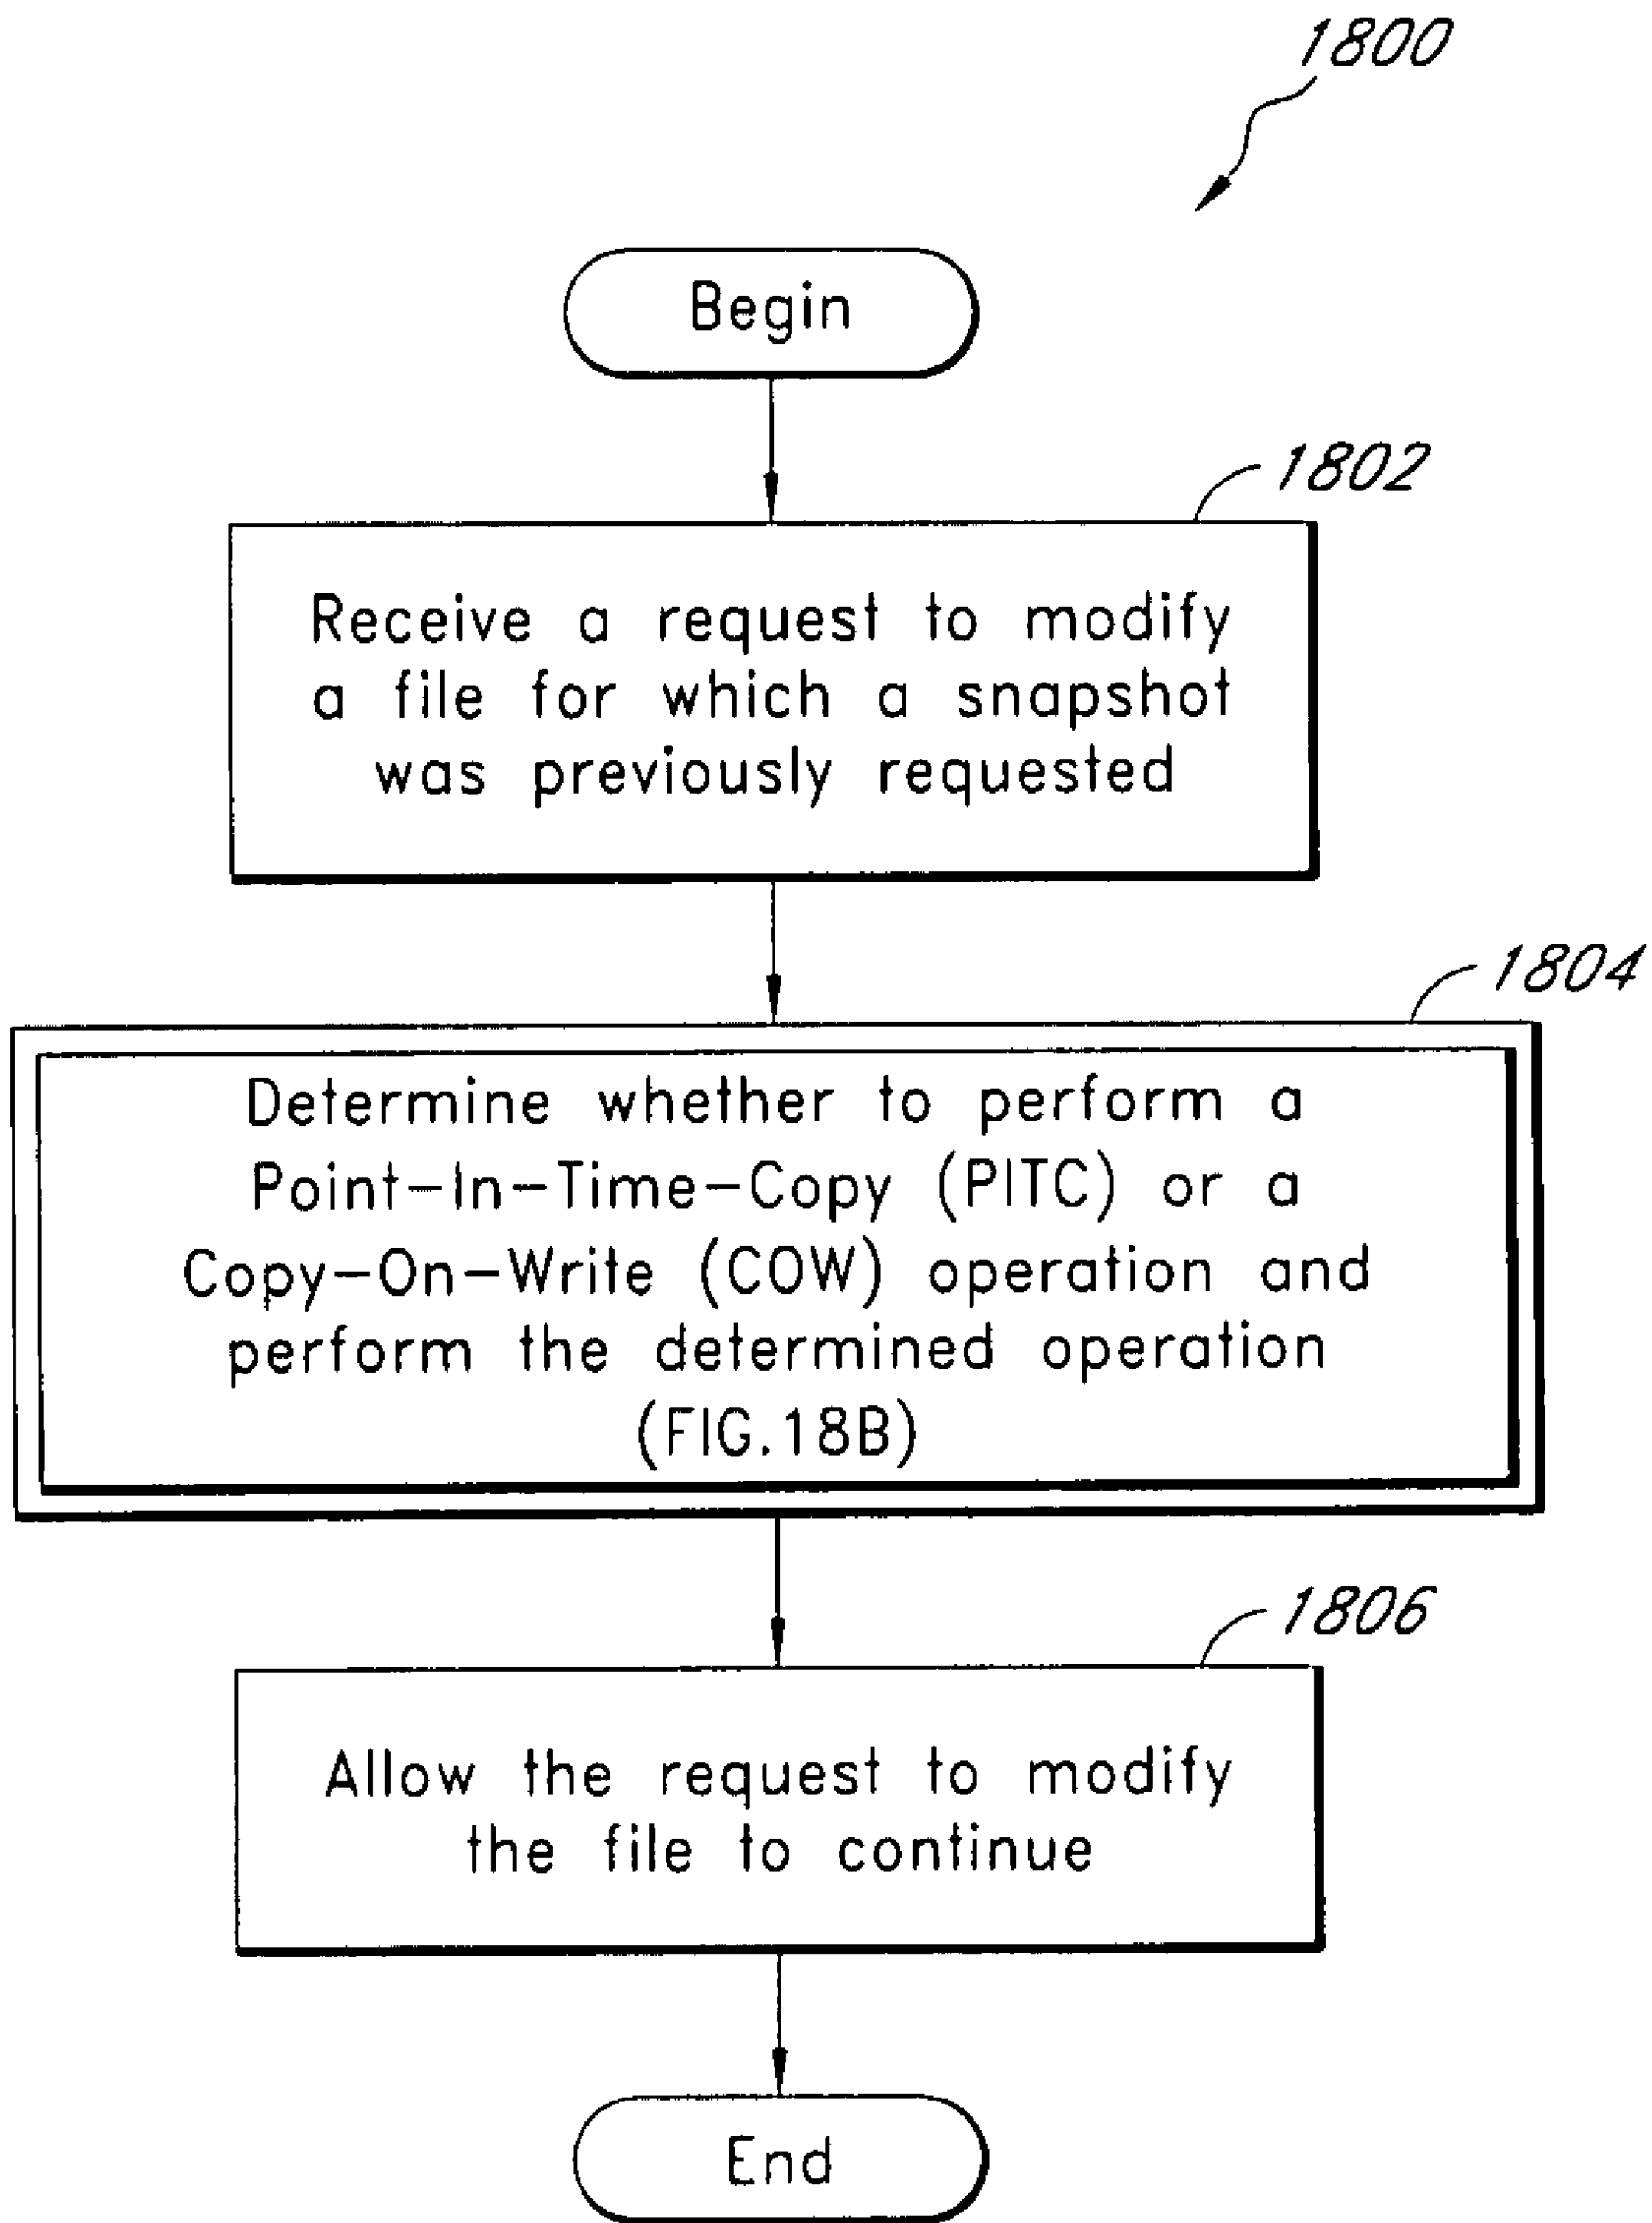 1800
Begin
1802
Receive a request to modify
a file for which a snapshot
was previously requested
1804
Determine whether to perform a
Point-In-Time-Copy (PITC) or a
Copy-On-Write (COW) operation and
perform the determined operation
(FIG.18B)
1806
Allow the request to modify
the file to continue
End